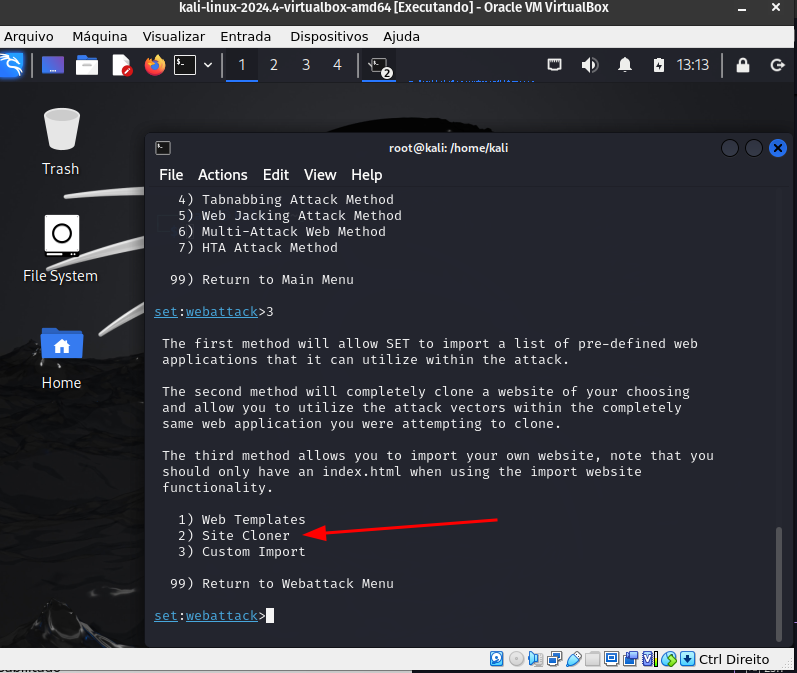 kali-linux-2024.4-virtualbox-amd64 [Executando] - Oracle VM VirtualBox
Arquivo Máquina Visualizar Entrada Dispositivos Ajuda
1 2 3 4 2 13:13
Trash
File System
Home
root@kali: /home/kali
File Actions Edit View Help
4) Tabnabbing Attack Method
5) Web Jacking Attack Method
6) Multi-Attack Web Method
7) HTA Attack Method
99) Return to Main Menu
set:webattack>3
The first method will allow SET to import a list of pre-defined web
applications that it can utilize within the attack.
The second method will completely clone a website of your choosing
and allow you to utilize the attack vectors within the completely
same web application you were attempting to clone.
The third method allows you to import your own website, note that you
should only have an index.html when using the import website
functionality.
1) Web Templates
2) Site Cloner
3) Custom Import
99) Return to Webattack Menu
set:webattack>
Ctrl Direito